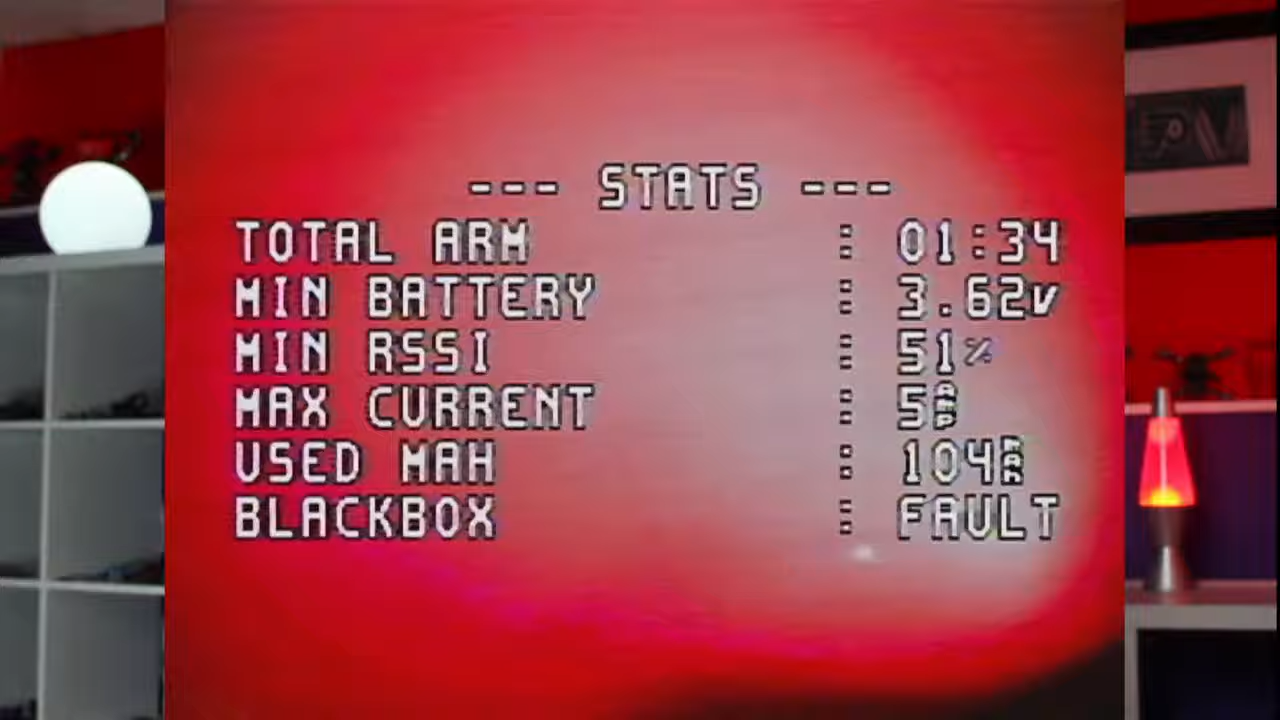 --- STATS ---
TOTAL ARM : 01:34
MIN BATTERY : 3.62V
MIN RSSI : 51%
MAX CURRENT : 5AMP
USED MAH : 104MAH
BLACKBOX : FAULT